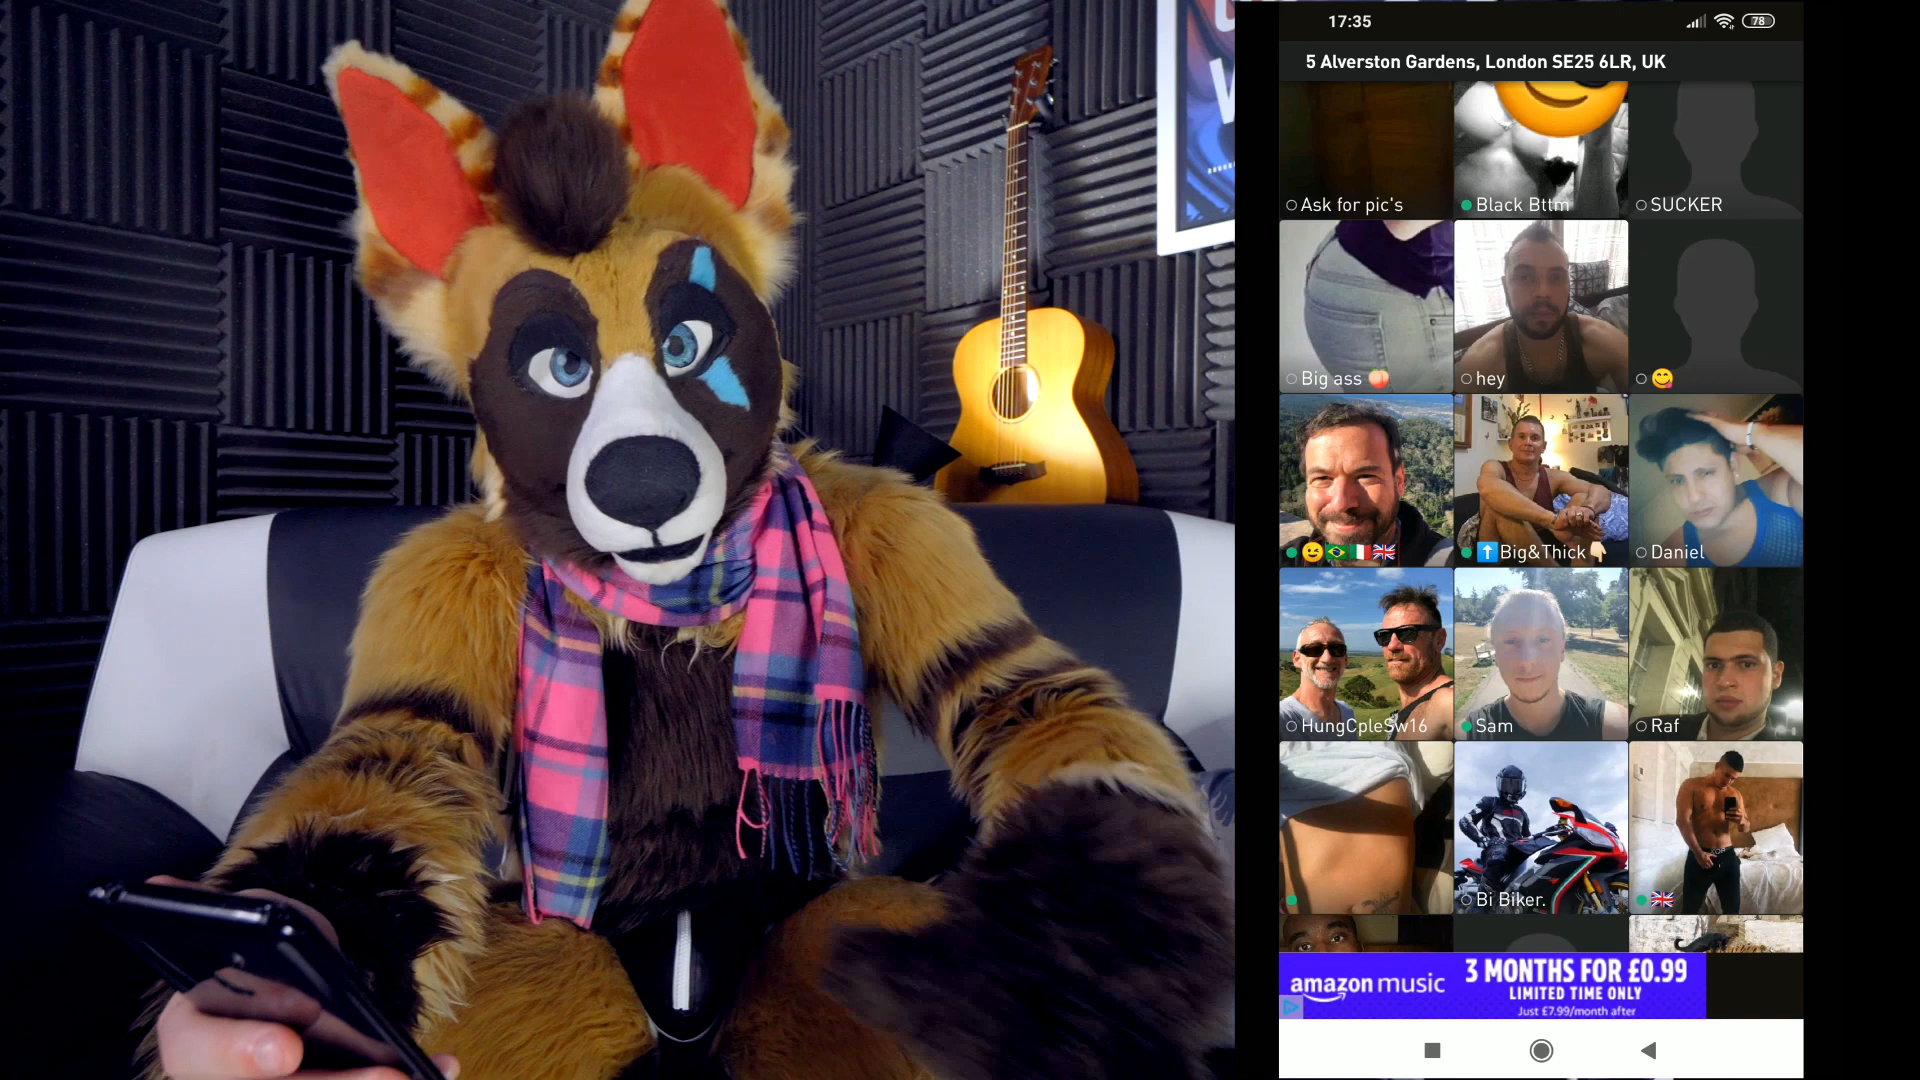 17:35
78
5 Alverston Gardens, London SE25 6LR, UK
Ask for pic's
Black Bttm
SUCKER
Big ass
hey
Big&Thick
Daniel
HungCpleSw16
Sam
Raf
Bi Biker.
amazon music
3 MONTHS FOR £0.99
LIMITED TIME ONLY
Just £7.99/month after